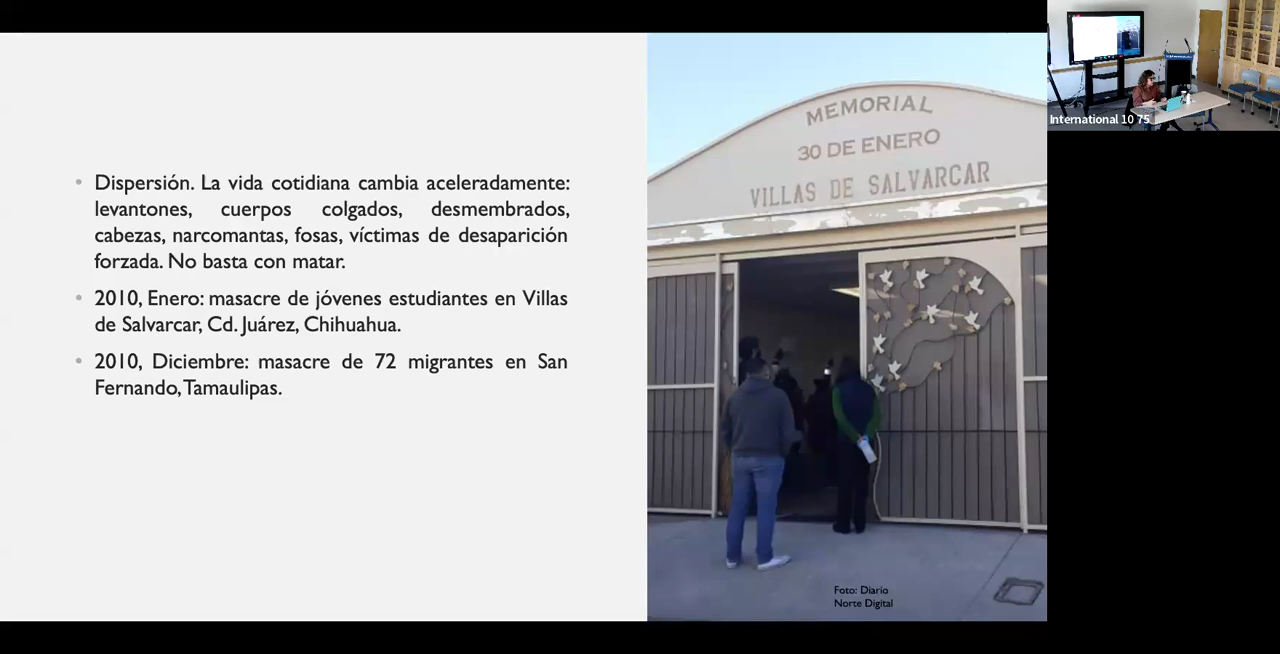 Dispersión. La vida cotidiana cambia aceleradamente:
levantones, cuerpos colgados, desmembrados,
cabezas, narcomantas, fosas, víctimas de desaparición
forzada. No basta con matar.
2010, Enero: masacre de jóvenes estudiantes en Villas
de Salvarcar, Cd. Juárez, Chihuahua.
2010, Diciembre: masacre de 72 migrantes en San
Fernando, Tamaulipas.
MEMORIAL
30 DE ENERO
VILLAS DE SALVARCAR
Foto: Diario
Norte Digital
International 10 75